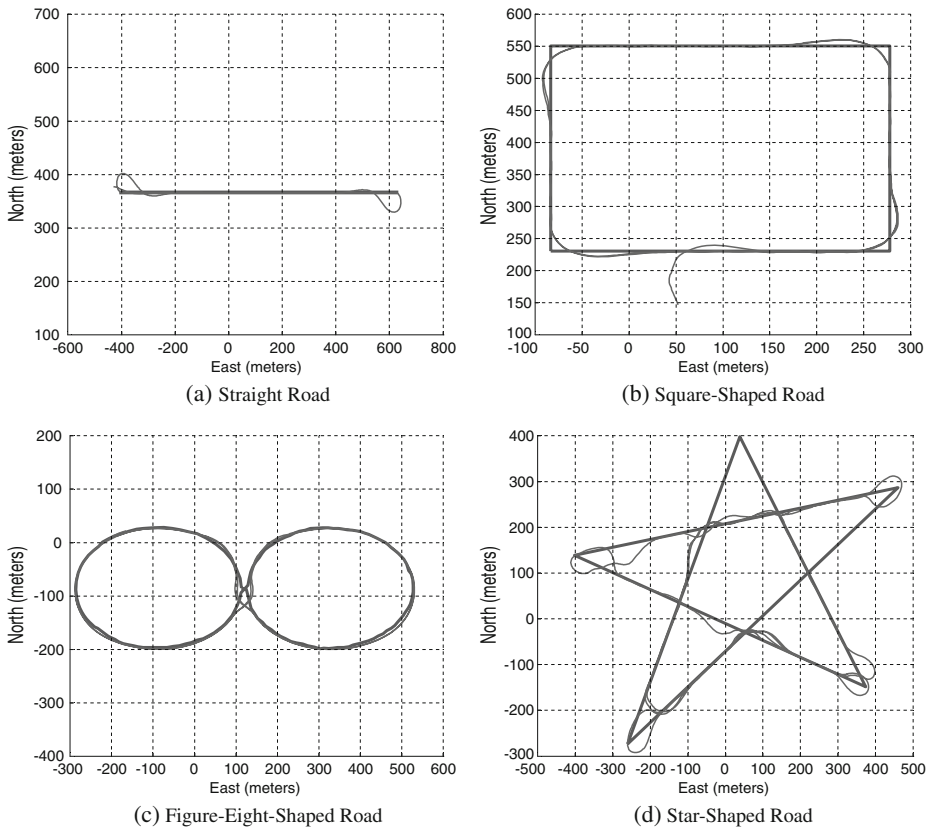 700
600
500
400
300
200
100
-600 -400 -200 0 200 400 600 800
North (meters)
East (meters)
(a) Straight Road
600
550
500
450
400
350
300
250
200
150
100
-100 -50 0 50 100 150 200 250 300
North (meters)
East (meters)
(b) Square-Shaped Road
200
100
0
-100
-200
-300
-400
-300 -200 -100 0 100 200 300 400 500 600
North (meters)
East (meters)
(c) Figure-Eight-Shaped Road
400
300
200
100
0
-100
-200
-300
-500 -400 -300 -200 -100 0 100 200 300 400 500
North (meters)
East (meters)
(d) Star-Shaped Road